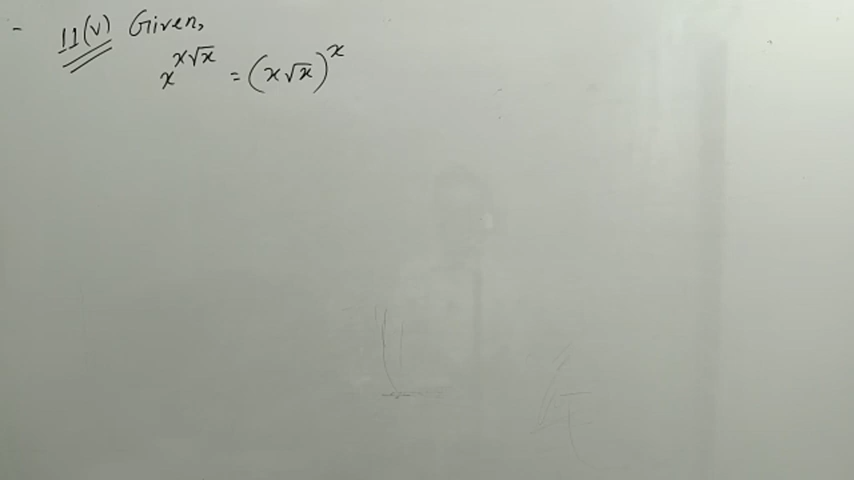 11(v) Given,
x^{x√x} = (x√x)^x